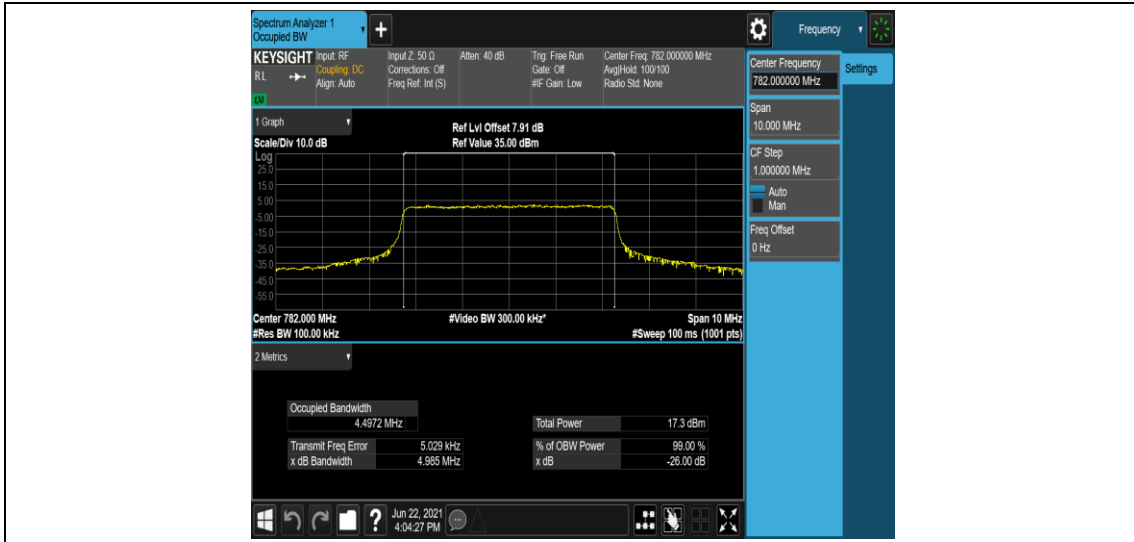 Spectrum Analyzer 1
Occupied BW
+
Frequency
KEYSIGHT Input: RF Input Z: 50 Ω Atten: 40 dB Trig: Free Run Center Freq: 782.000000 MHz
RL Coupling: DC Corrections: Off Gate: Off Avg|Hold: 100/100
Align: Auto Freq Ref: Int (S) #IF Gain: Low Radio Std: None
Center Frequency
782.000000 MHz
Settings
Span
10.000 MHz
CF Step
1.000000 MHz
Auto
Man
Freq Offset
0 Hz
1 Graph
Ref Lvl Offset 7.91 dB
Scale/Div 10.0 dB Ref Value 35.00 dBm
Log
25.0
15.0
5.00
-5.00
-15.0
-25.0
-35.0
-45.0
-55.0
Center 782.000 MHz #Video BW 300.00 kHz* Span 10 MHz
#Res BW 100.00 kHz #Sweep 100 ms (1001 pts)
2 Metrics
Occupied Bandwidth
4.4972 MHz
Total Power 17.3 dBm
Transmit Freq Error 5.029 kHz % of OBW Power 99.00 %
x dB Bandwidth 4.985 MHz x dB -26.00 dB
? Jun 22, 2021
4:04:27 PM